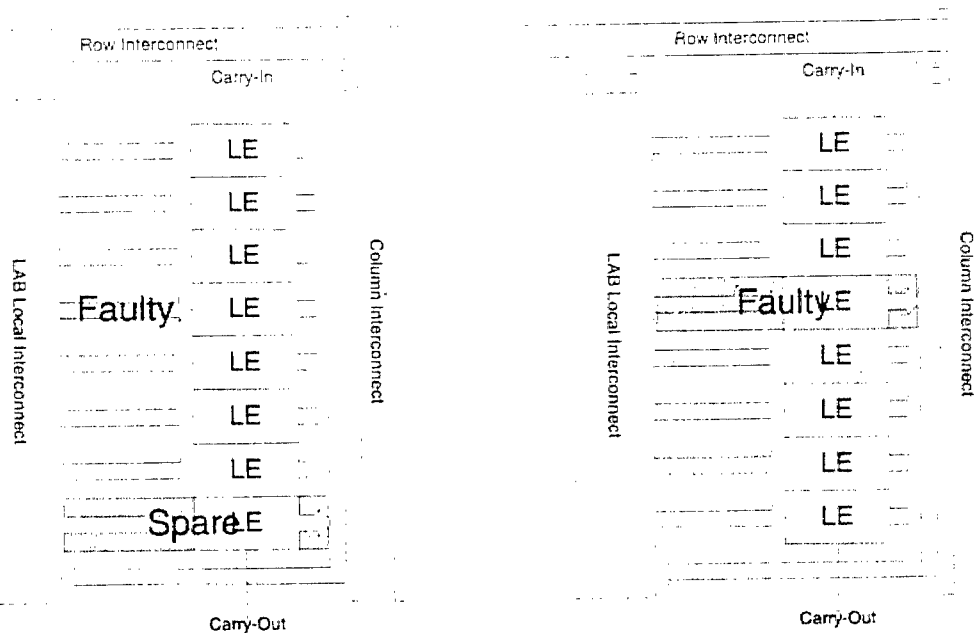 Row Interconnect
Carry-In
LE
LE
LE
Faulty LE
LE
LE
LE
Spare LE
LAB Local Interconnect
Column Interconnect
Carry-Out
Row Interconnect
Carry-In
LE
LE
LE
Faulty LE
LE
LE
LE
LE
LAB Local Interconnect
Column Interconnect
Carry-Out